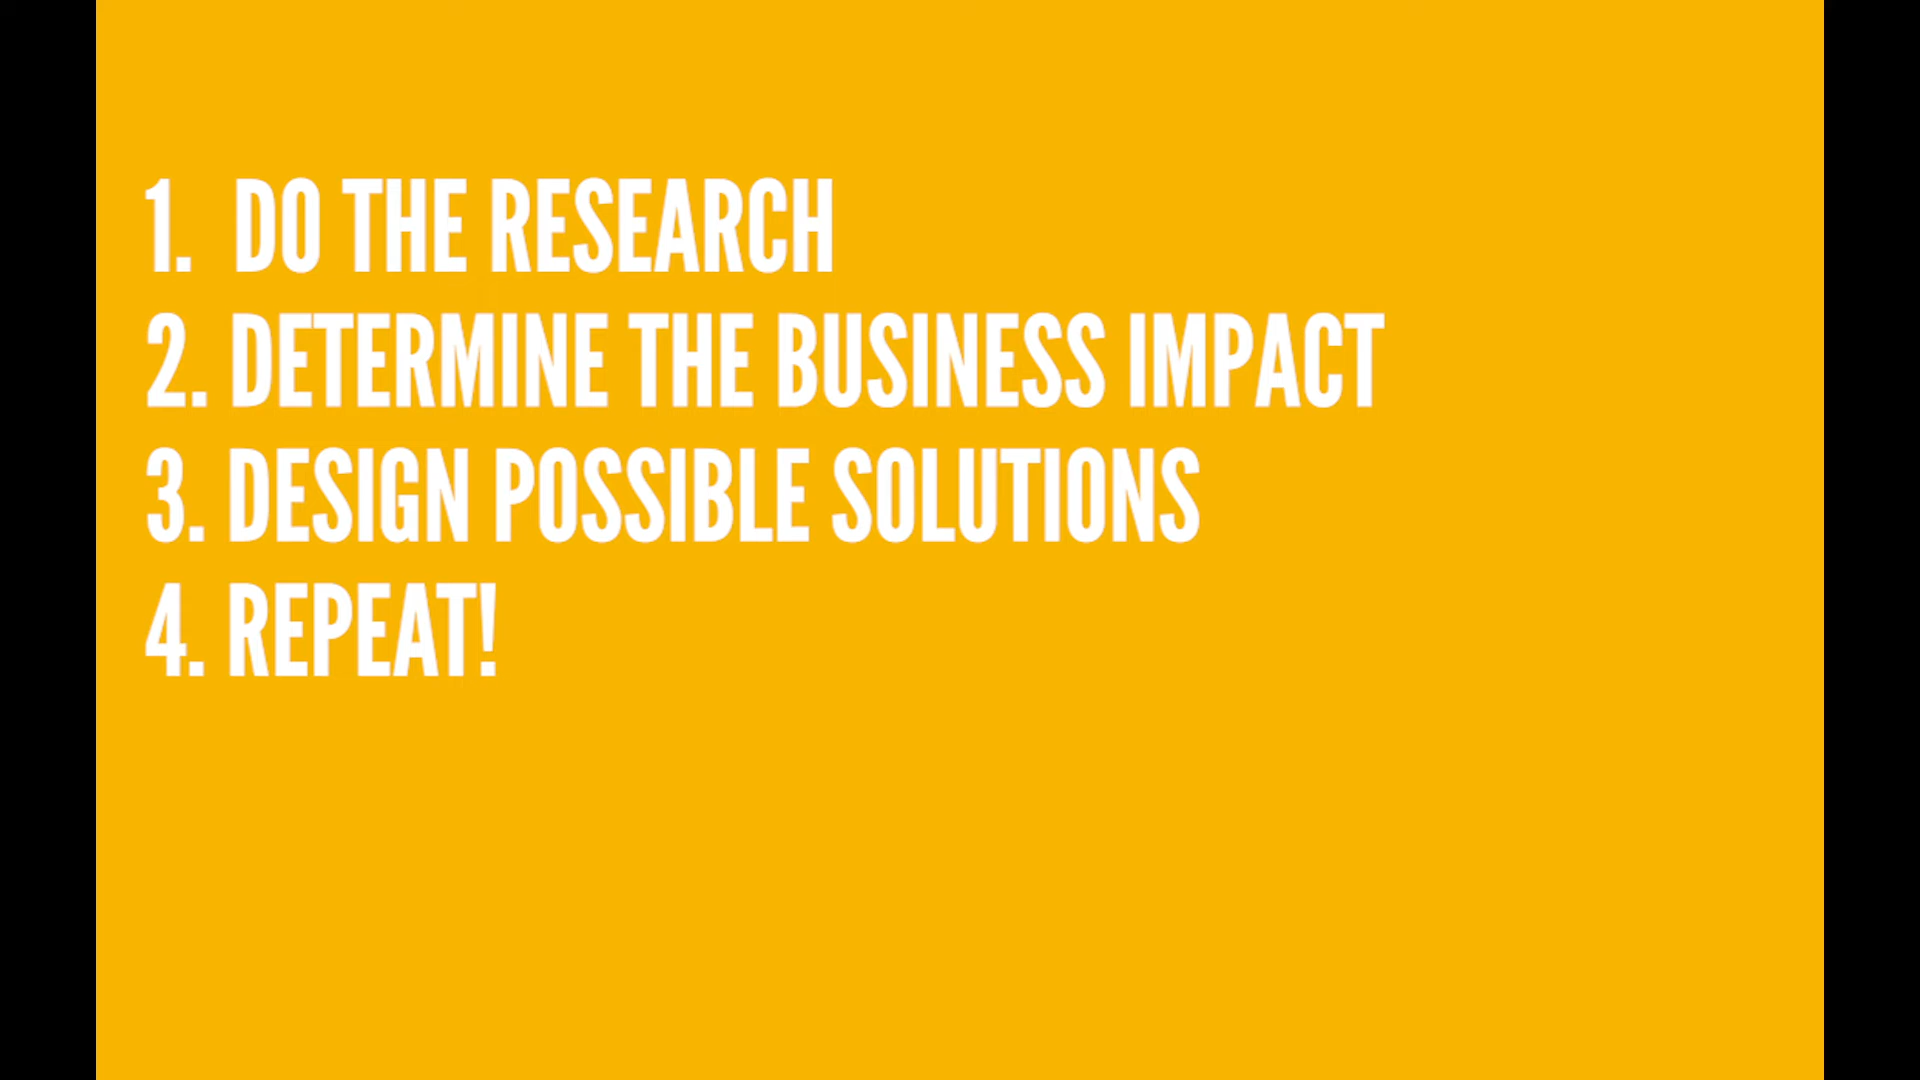 1. DO THE RESEARCH
2. DETERMINE THE BUSINESS IMPACT
3. DESIGN POSSIBLE SOLUTIONS
4. REPEAT!